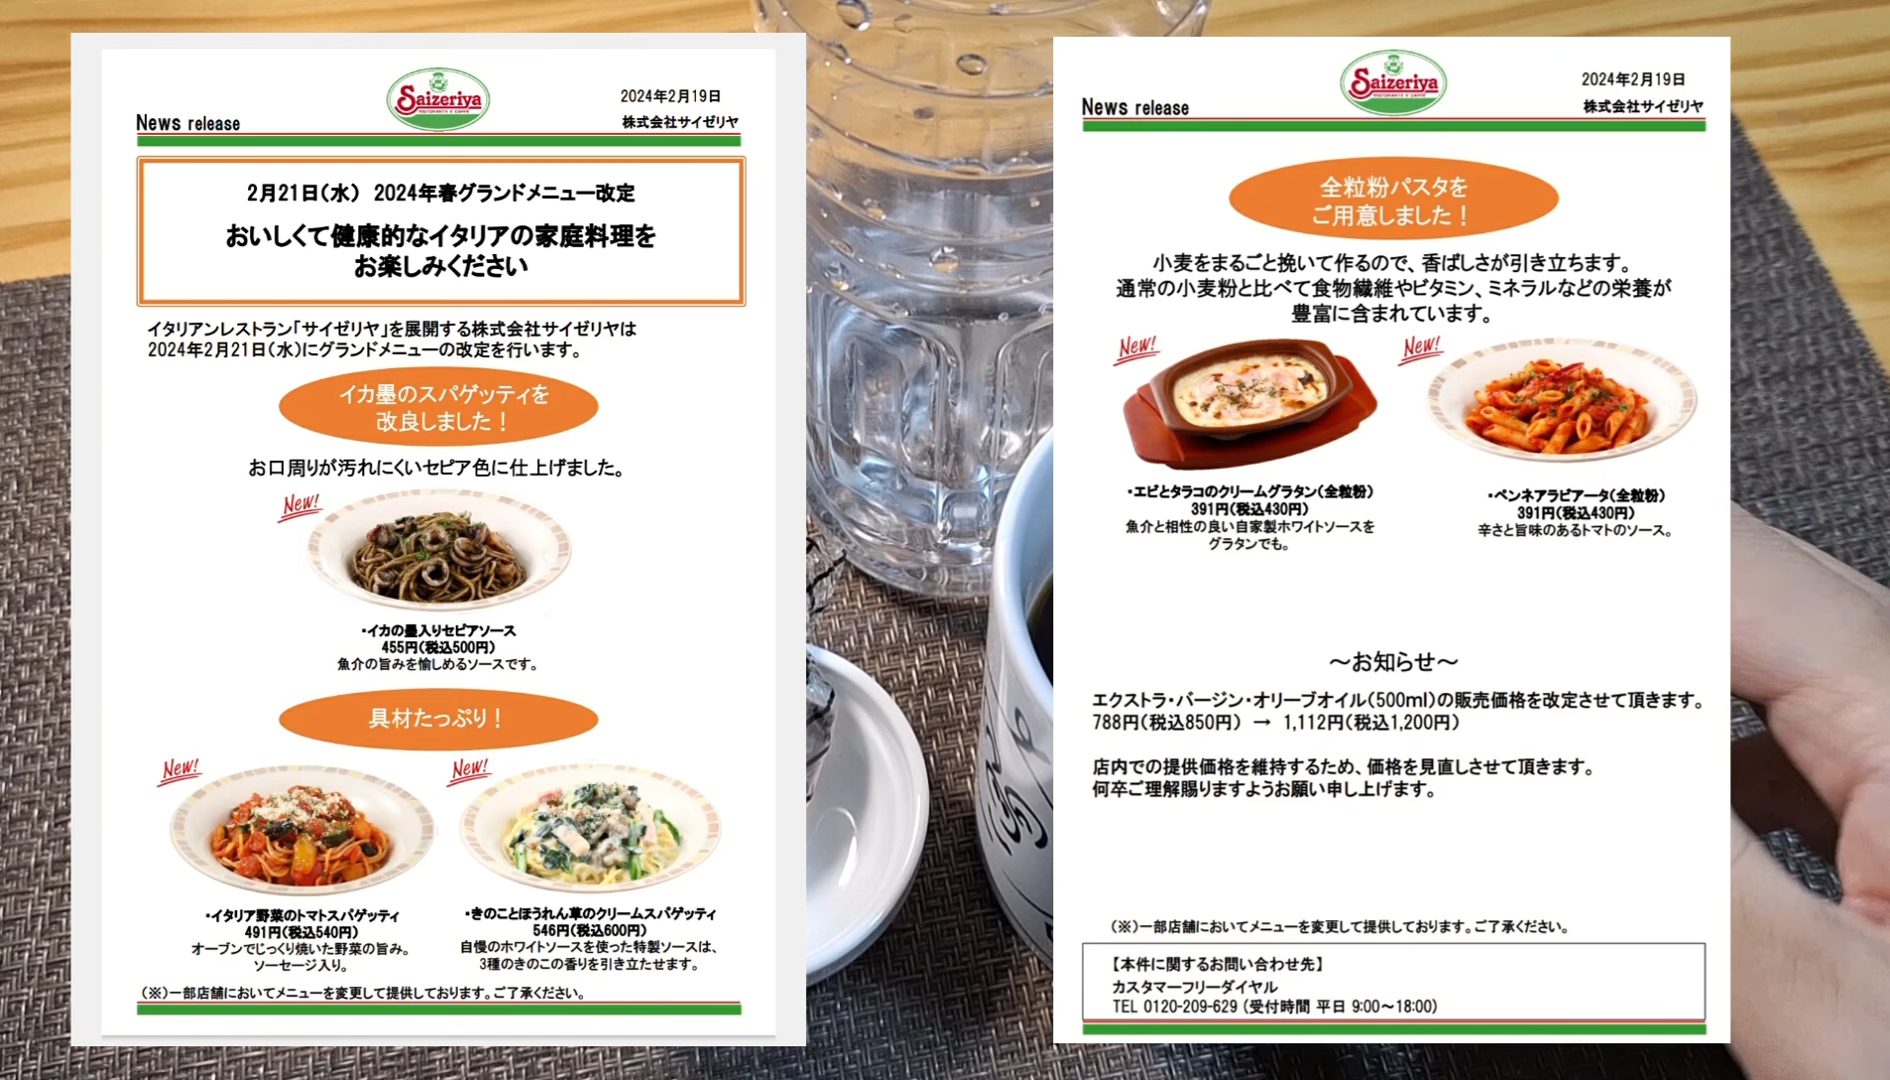 Saizeriya
2024年2月19日
News release
株式会社サイゼリヤ
2月21日(水) 2024年春グランドメニュー改定
おいしくて健康的なイタリアの家庭料理を
お楽しみください
イタリアンレストラン「サイゼリヤ」を展開する株式会社サイゼリヤは
2024年2月21日(水)にグランドメニューの改定を行います。
イカ墨のスパゲッティを
改良しました!
お口周りが汚れにくいセピア色に仕上げました。
New!
・イカの墨入りセピアソース
455円(税込500円)
魚介の旨みを愉しめるソースです。
具材たっぷり!
New!
・イタリア野菜のトマトスパゲッティ
491円(税込540円)
オーブンでじっくり焼いた野菜の旨み。
ソーセージ入り。
New!
・きのことほうれん草のクリームスパゲッティ
546円(税込600円)
自慢のホワイトソースを使った特製ソースは、
3種のきのこの香りを引き立たせます。
(※)一部店舗においてメニューを変更して提供しております。ご了承ください。
Saizeriya
2024年2月19日
News release
株式会社サイゼリヤ
全粒粉パスタを
ご用意しました!
小麦をまるごと挽いて作るので、香ばしさが引き立ちます。
通常の小麦粉と比べて食物繊維やビタミン、ミネラルなどの栄養が
豊富に含まれています。
New!
・エビとタラコのクリームグラタン(全粒粉)
391円(税込430円)
魚介と相性の良い自家製ホワイトソースを
グラタンでも。
New!
・ペンネアラビアータ(全粒粉)
391円(税込430円)
辛さと旨味のあるトマトのソース。
～お知らせ～
エクストラ・バージン・オリーブオイル(500ml)の販売価格を改定させて頂きます。
788円(税込850円) → 1,112円(税込1,200円)
店内での提供価格を維持するため、価格を見直しさせて頂きます。
何卒ご理解賜りますようお願い申し上げます。
(※)一部店舗においてメニューを変更して提供しております。ご了承ください。
【本件に関するお問い合わせ先】
カスタマーフリーダイヤル
TEL 0120-209-629 (受付時間 平日 9:00～18:00)